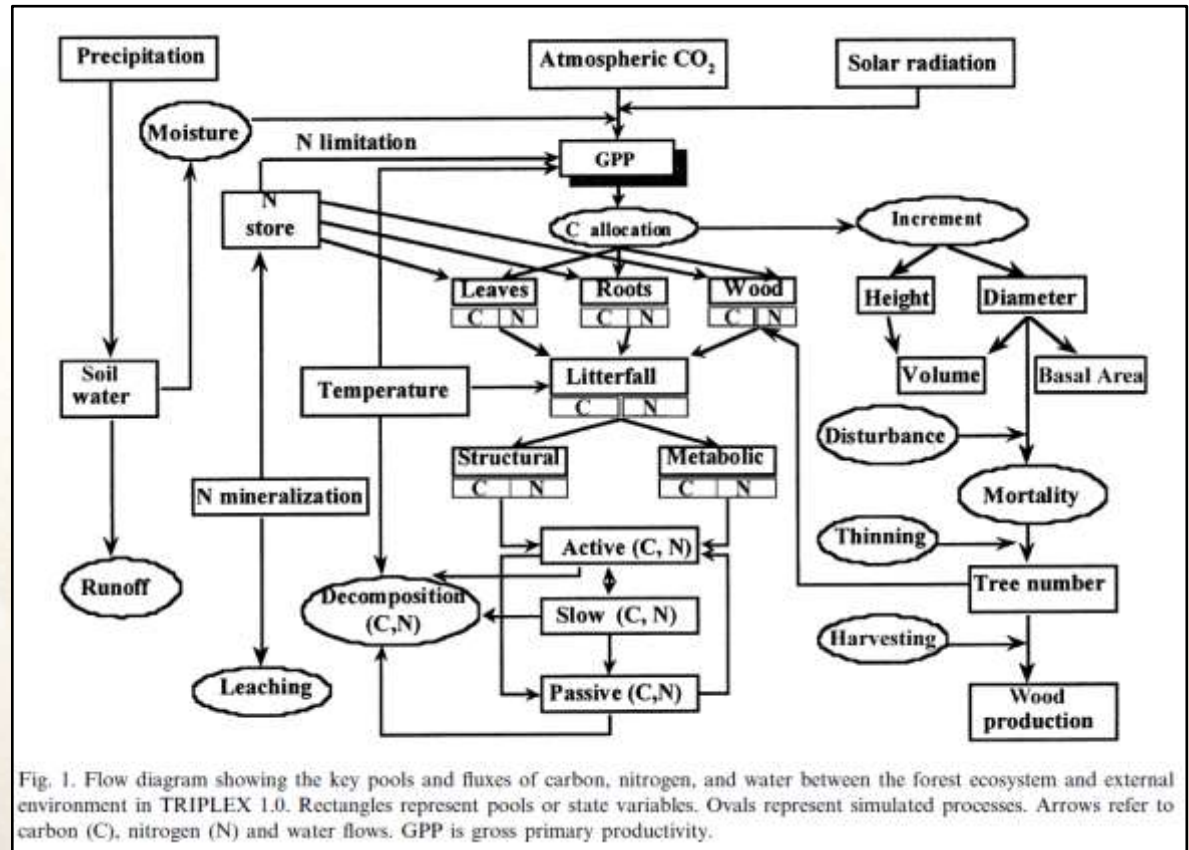 Precipitation
Atmospheric CO₂
Solar radiation
Moisture
N limitation
GPP
N
store
C allocation
Increment
Leaves
Roots
Wood
C N
C N
C N
Height
Diameter
Soil
water
Temperature
Litterfall
C N
Volume
Basal Area
Disturbance
Structural
Metabolic
C N
C N
N mineralization
Mortality
Active (C, N)
Thinning
Runoff
Decomposition
(C,N)
Slow (C, N)
Tree number
Harvesting
Leaching
Passive (C,N)
Wood
production
Fig. 1. Flow diagram showing the key pools and fluxes of carbon, nitrogen, and water between the forest ecosystem and external
environment in TRIPLEX 1.0. Rectangles represent pools or state variables. Ovals represent simulated processes. Arrows refer to
carbon (C), nitrogen (N) and water flows. GPP is gross primary productivity.